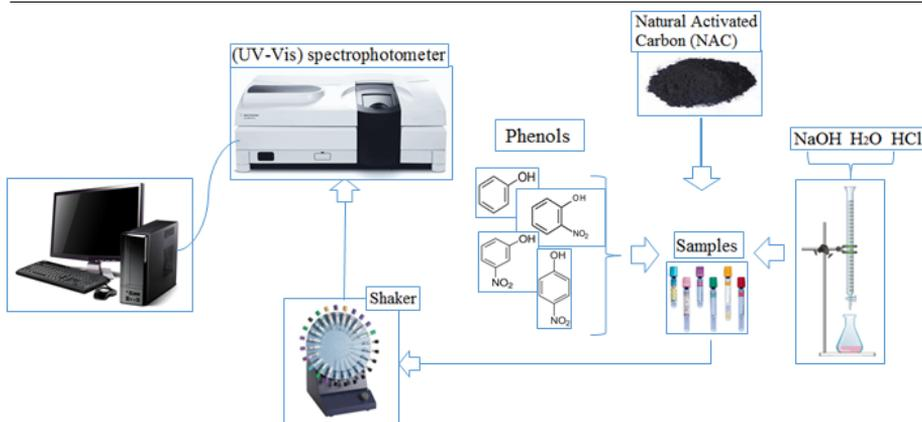 Natural Activated
Carbon (NAC)
(UV-Vis) spectrophotometer
Phenols
NaOH H₂O HCl
OH
OH
NO₂
OH
NO₂
OH
NO₂
Samples
Shaker